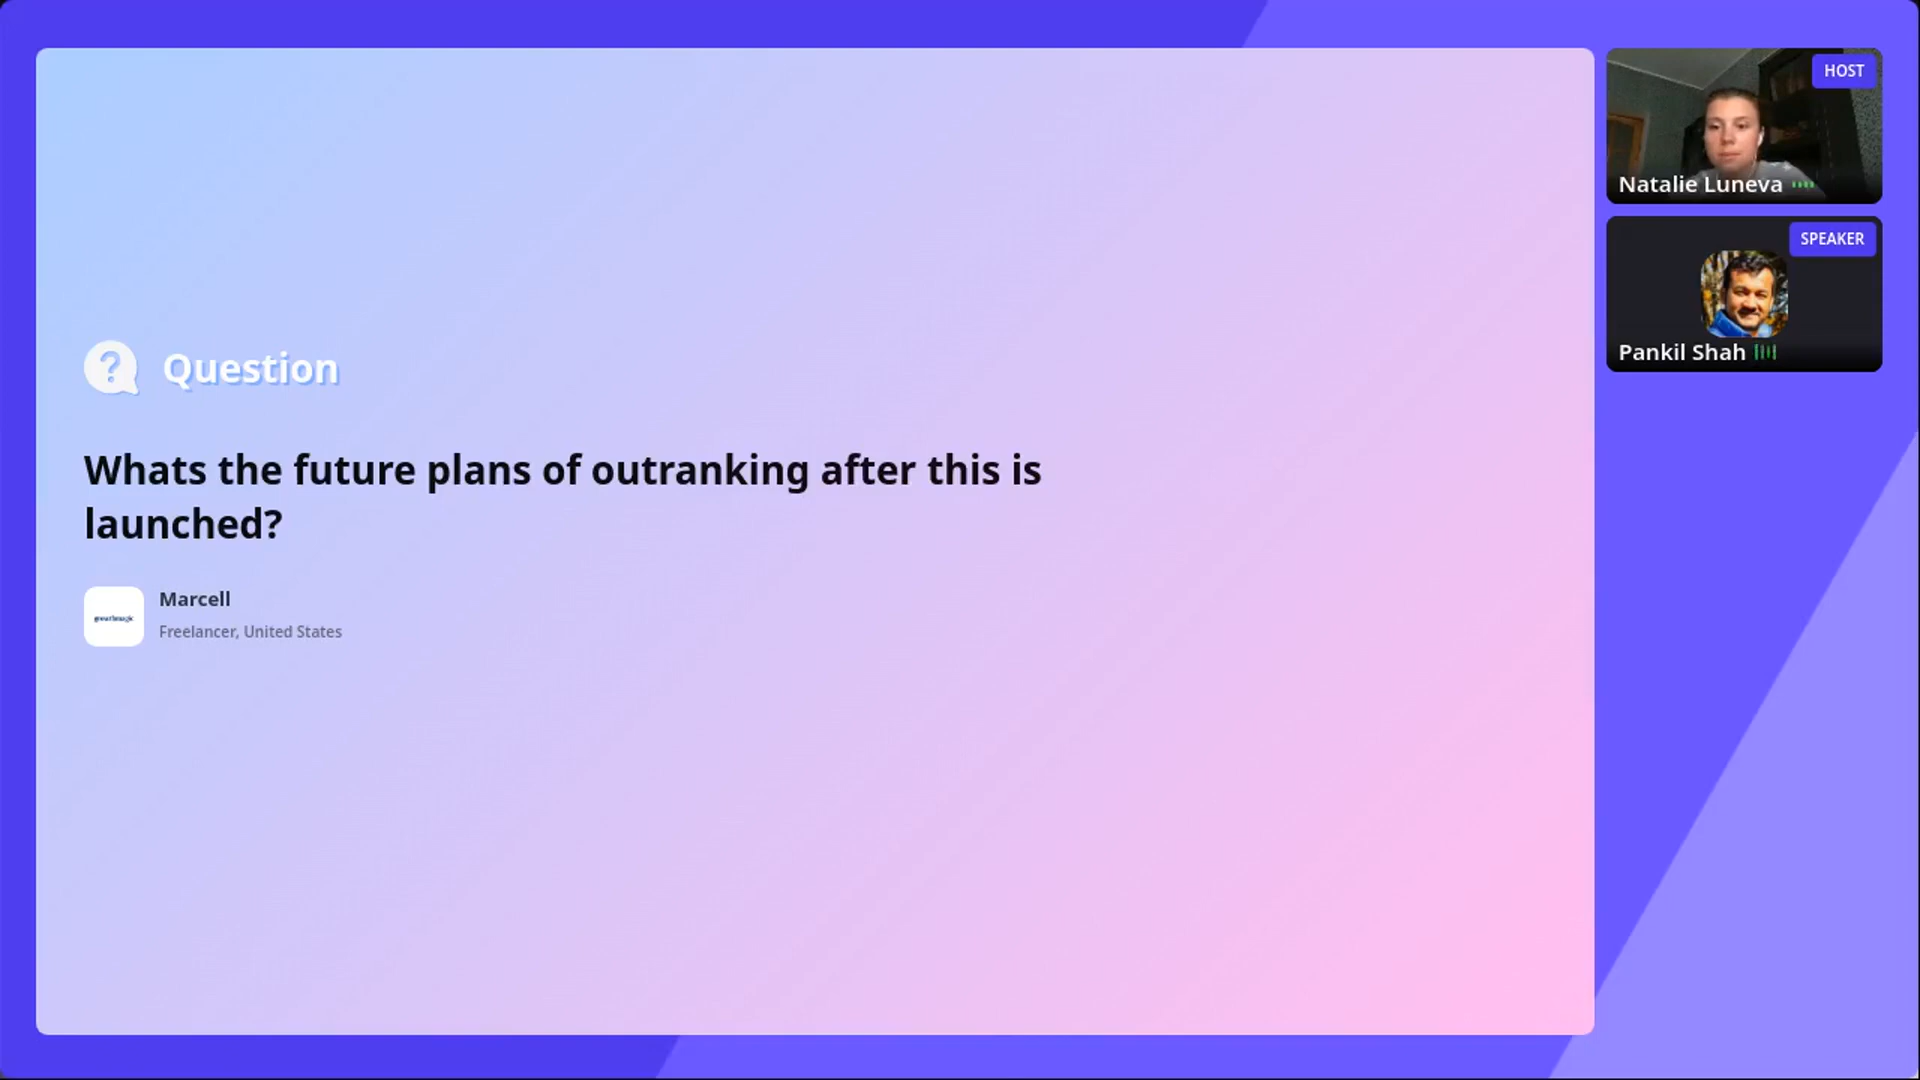 Question
Whats the future plans of outranking after this is
launched?
Marcell
Freelancer, United States
HOST
Natalie Luneva
SPEAKER
Pankil Shah